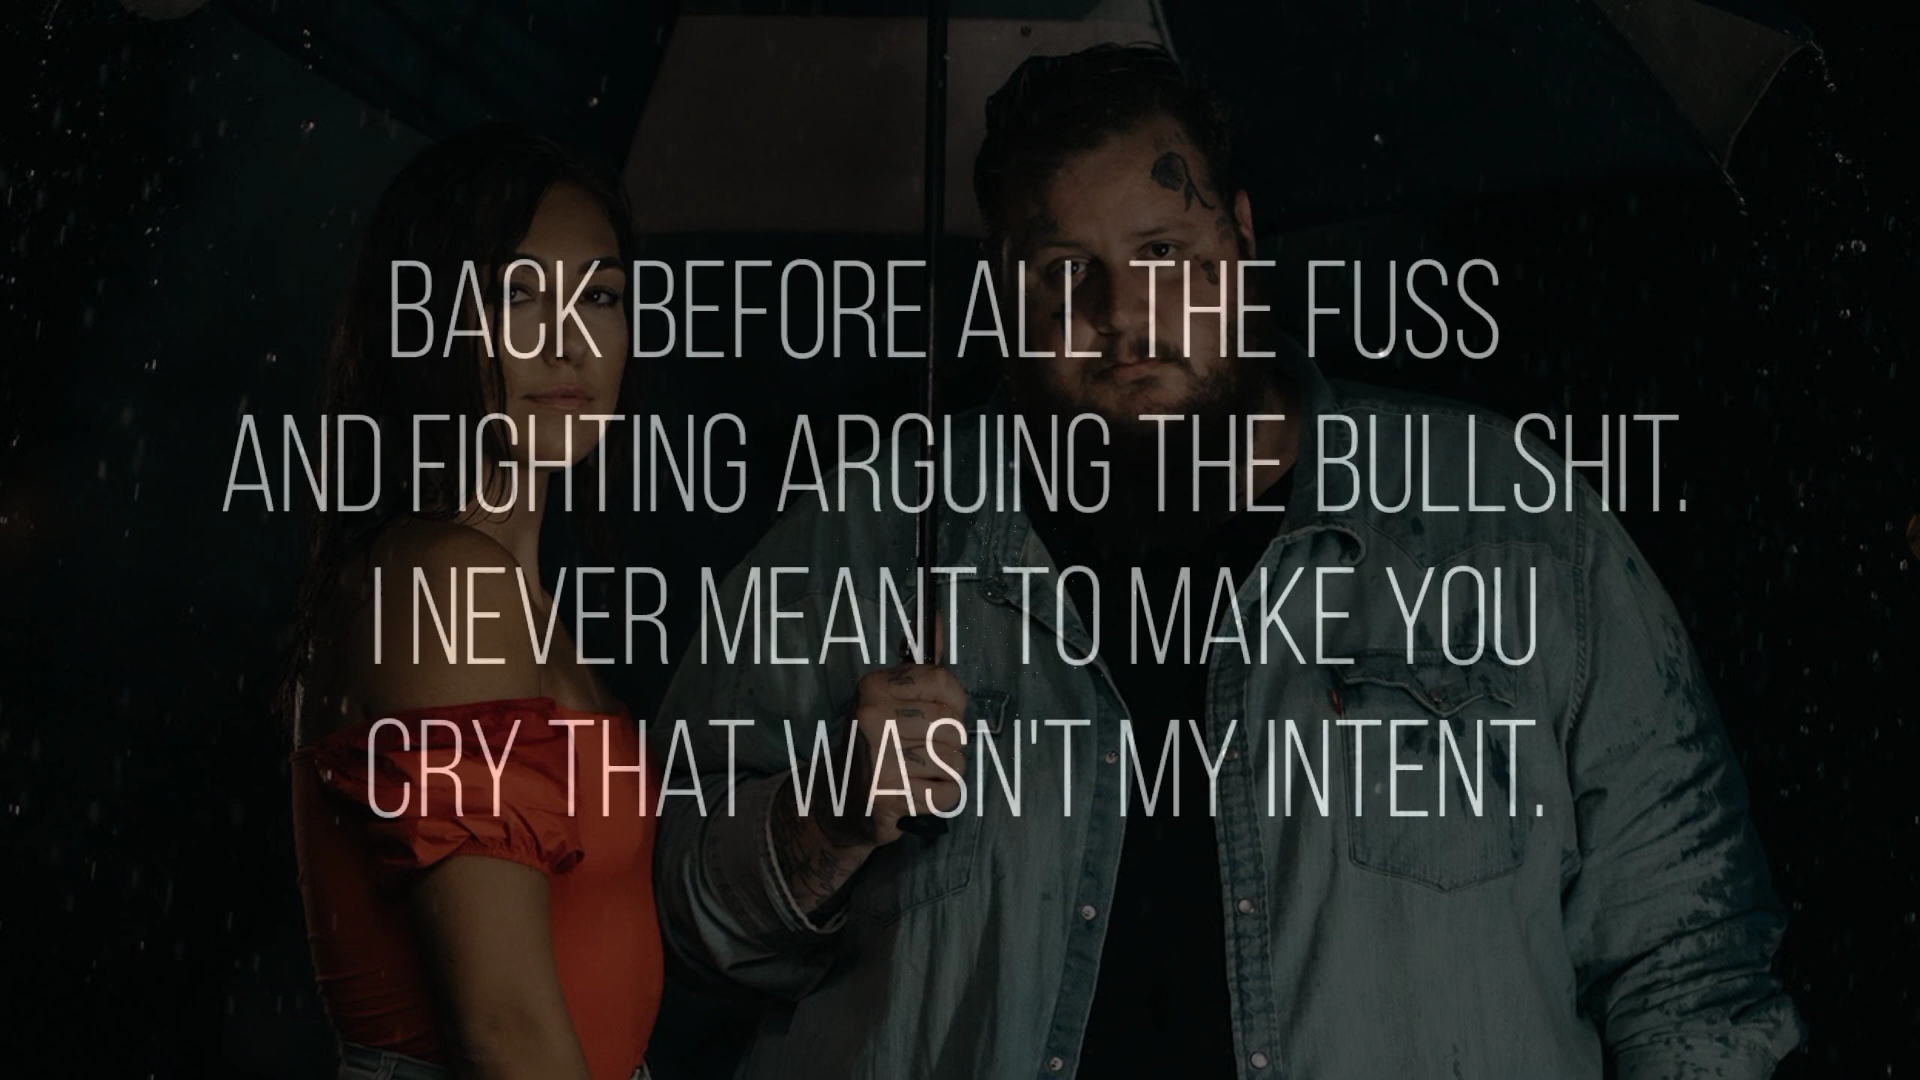 BACK BEFORE ALL THE FUSS
AND FIGHTING ARGUING THE BULLSHIT.
I NEVER MEANT TO MAKE YOU
CRY THAT WASN'T MY INTENT.